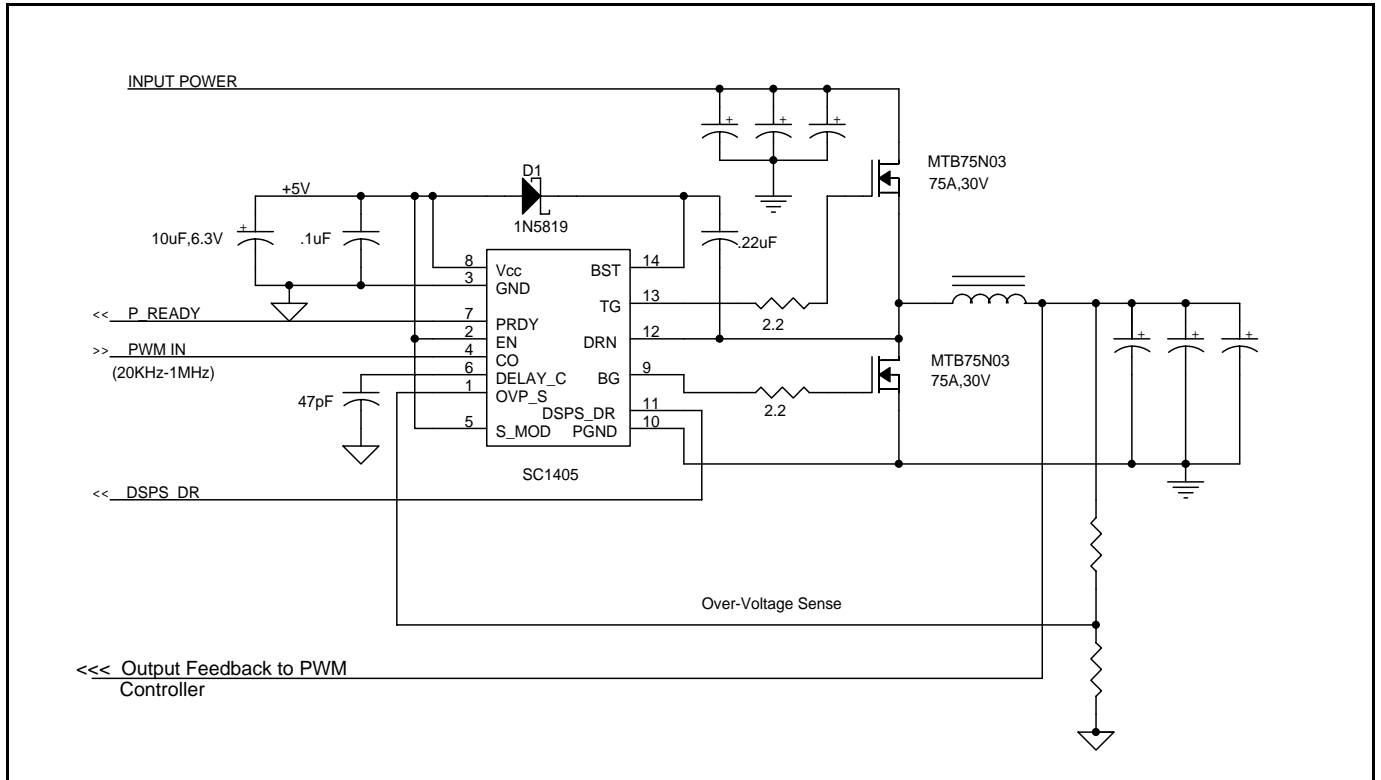 INPUT POWER
+
+
+
MTB75N03
75A,30V
D1
+5V
1N5819
+
10uF,6.3V
.1uF
.22uF
8
Vcc
BST
14
3
GND
TG
13
2.2
<< P_READY
7
PRDY
2
EN
DRN
12
>> PWM IN
4
CO
(20KHz-1MHz)
6
DELAY_C
BG
9
1
OVP_S
2.2
47pF
DSPS_DR
11
5
S_MOD
PGND
10
MTB75N03
75A,30V
+
+
+
SC1405
<< DSPS_DR
Over-Voltage Sense
<<< Output Feedback to PWM
Controller